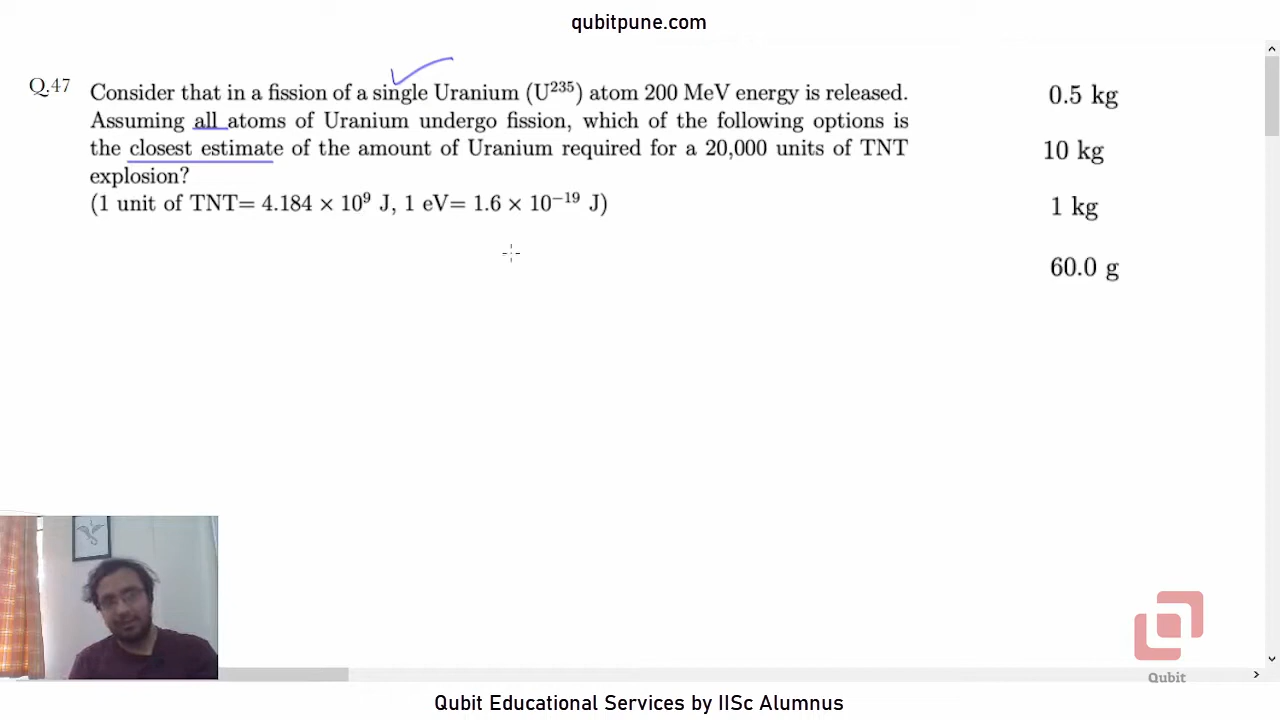 qubitpune.com
Q.47
Consider that in a fission of a single Uranium (U²³⁵) atom 200 MeV energy is released.
Assuming all atoms of Uranium undergo fission, which of the following options is
the closest estimate of the amount of Uranium required for a 20,000 units of TNT
explosion?
(1 unit of TNT= 4.184 × 10⁹ J, 1 eV= 1.6 × 10⁻¹⁹ J)
0.5 kg
10 kg
1 kg
60.0 g
Qubit
Qubit Educational Services by IISc Alumnus